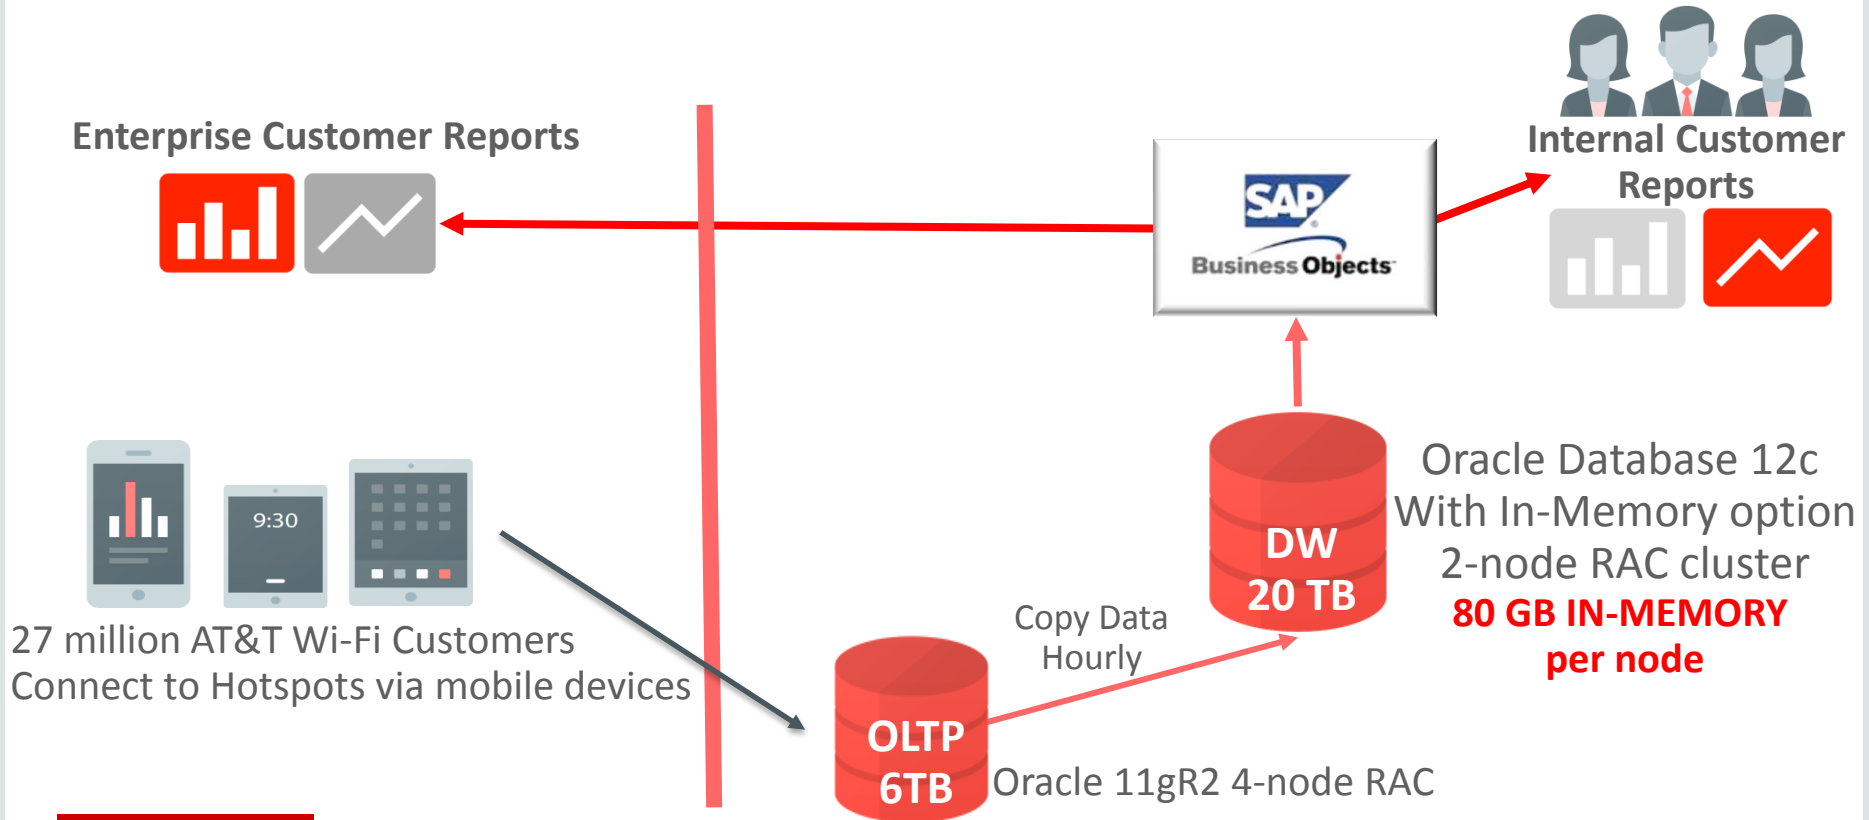 Enterprise Customer Reports
SAP
Business Objects™
Internal Customer
Reports
9:30
27 million AT&T Wi-Fi Customers
Connect to Hotspots via mobile devices
OLTP
6TB
Oracle 11gR2 4-node RAC
Copy Data
Hourly
DW
20 TB
Oracle Database 12c
With In-Memory option
2-node RAC cluster
80 GB IN-MEMORY
per node